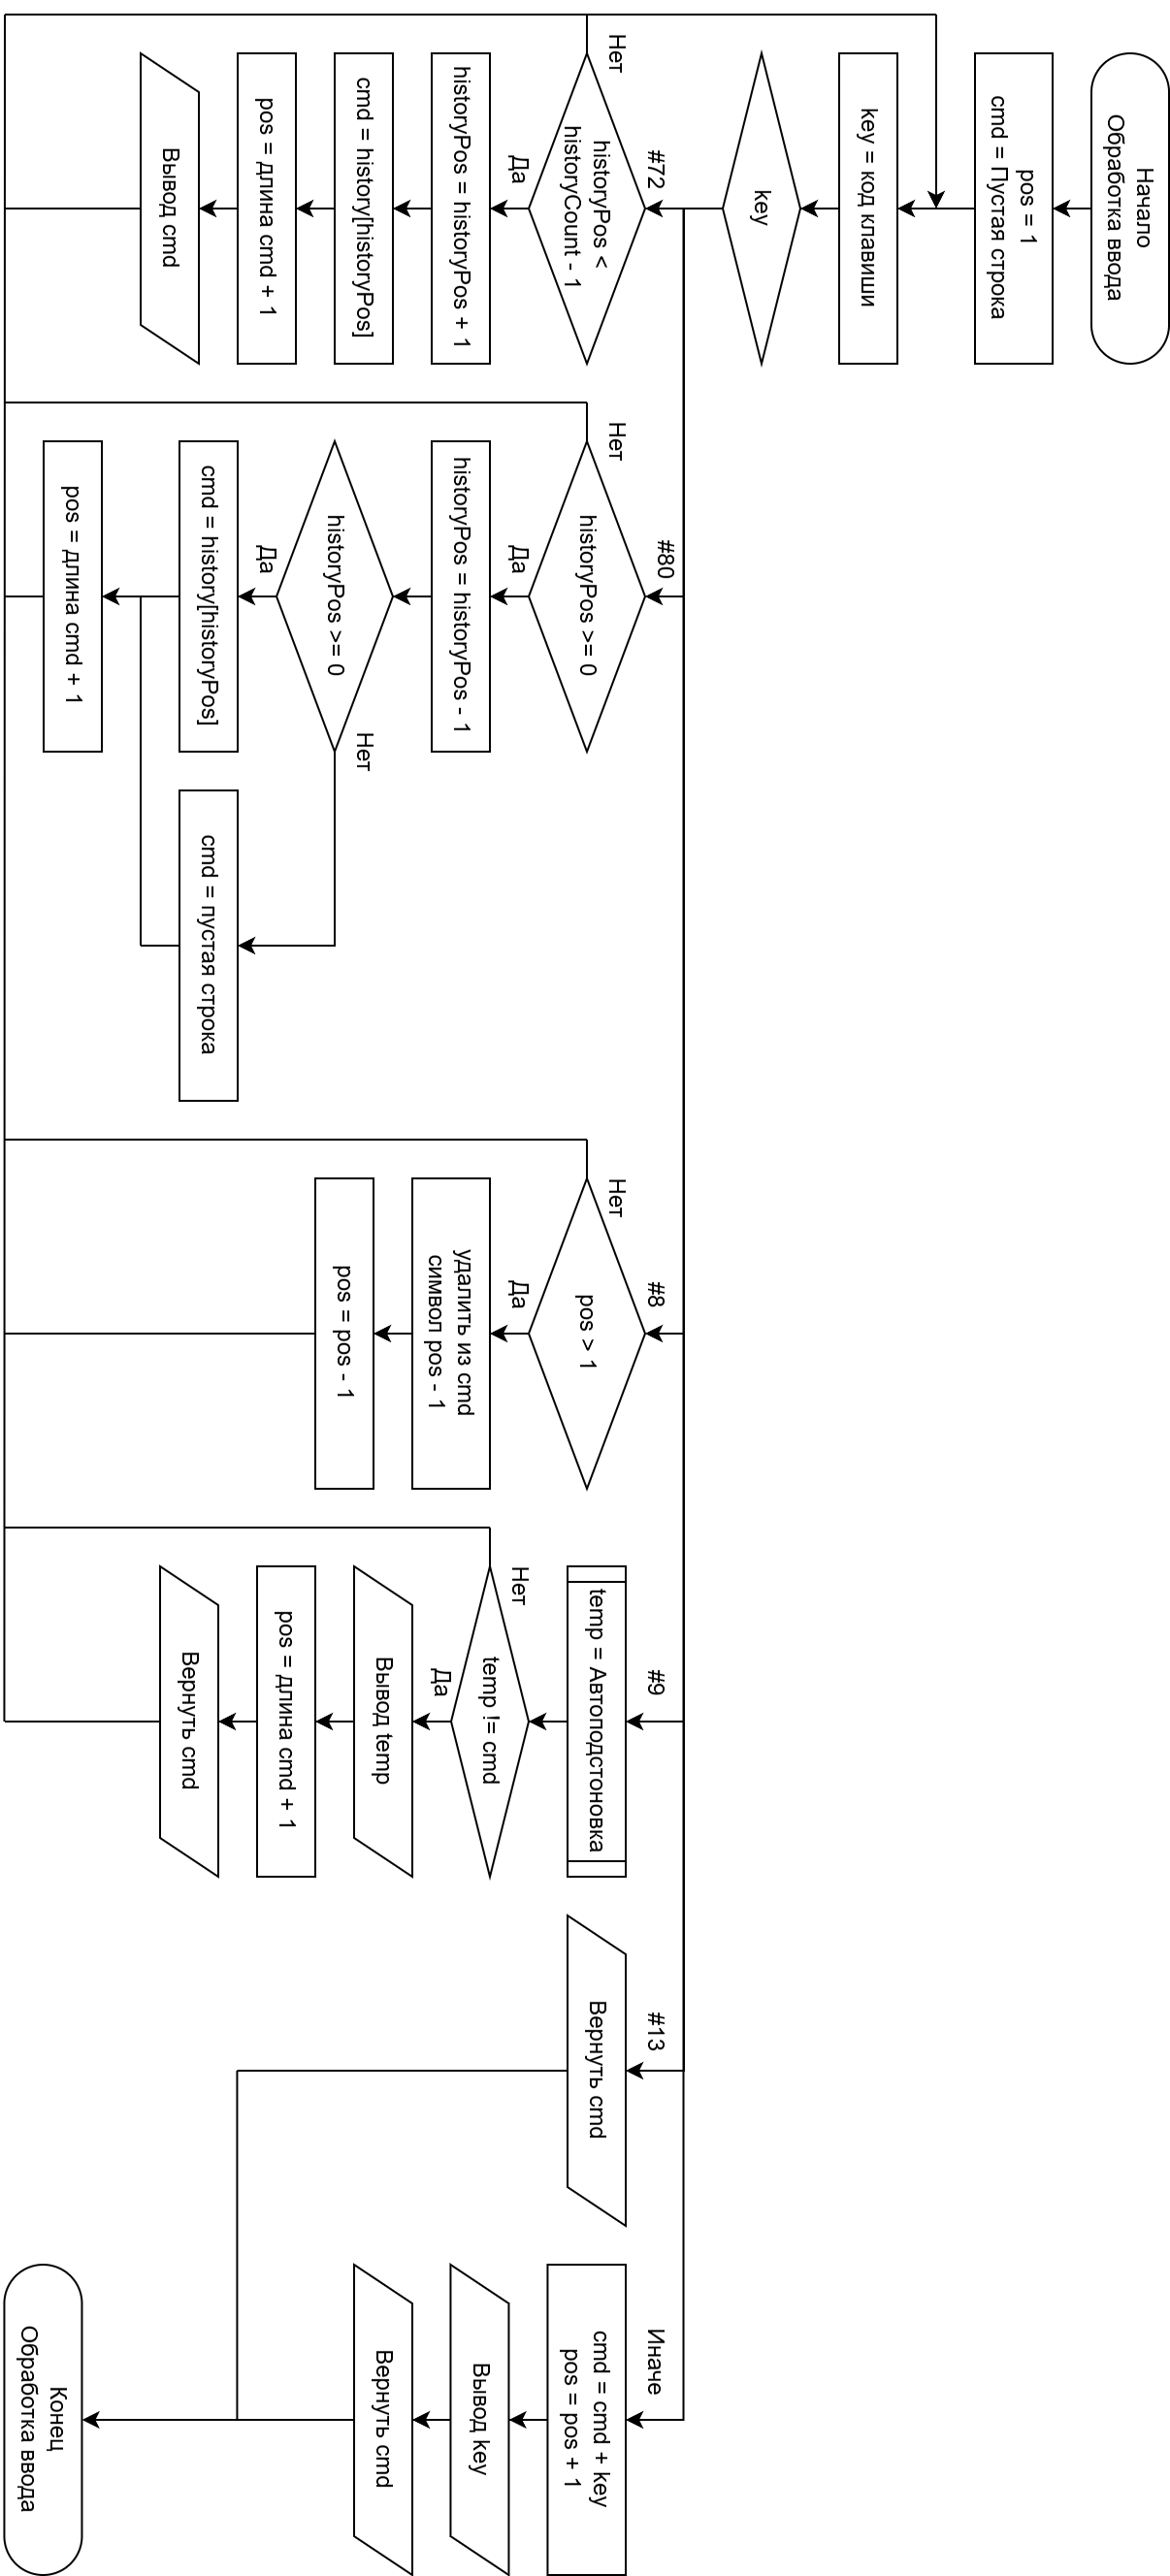 Начало
Обработка ввода
pos = 1
cmd = Пустая строка
key = код клавиши
key
#72
historyPos <
historyCount - 1
Нет
Да
historyPos = historyPos + 1
cmd = history[historyPos]
pos = длина cmd + 1
Вывод cmd
#80
historyPos >= 0
Нет
Да
historyPos = historyPos - 1
historyPos >= 0
Нет
Да
cmd = history[historyPos]
cmd = пустая строка
pos = длина cmd + 1
#8
pos > 1
Нет
Да
удалить из cmd
символ pos - 1
pos = pos - 1
#9
temp = Автоподстоновка
temp != cmd
Нет
Да
Вывод temp
pos = длина cmd + 1
Вернуть cmd
#13
Вернуть cmd
Иначе
cmd = cmd + key
pos = pos + 1
Вывод key
Вернуть cmd
Конец
Обработка ввода